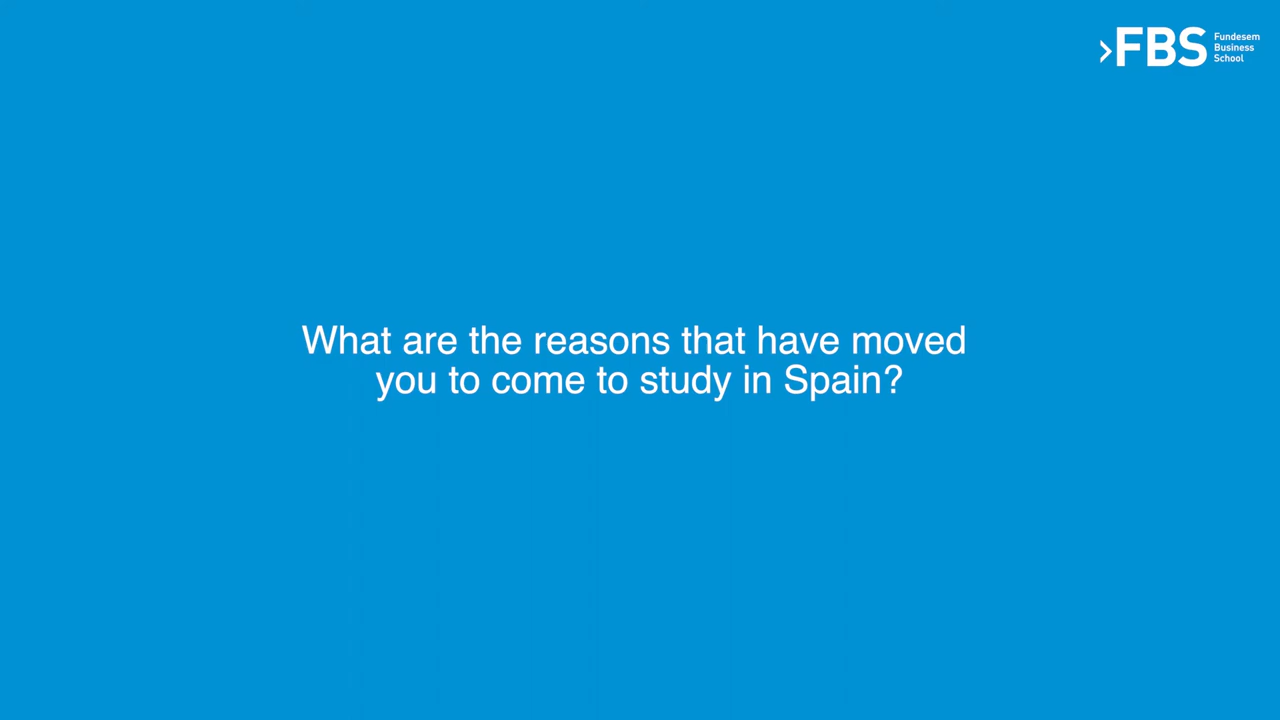 >FBS
Fundesem
Business
School
What are the reasons that have moved
you to come to study in Spain?